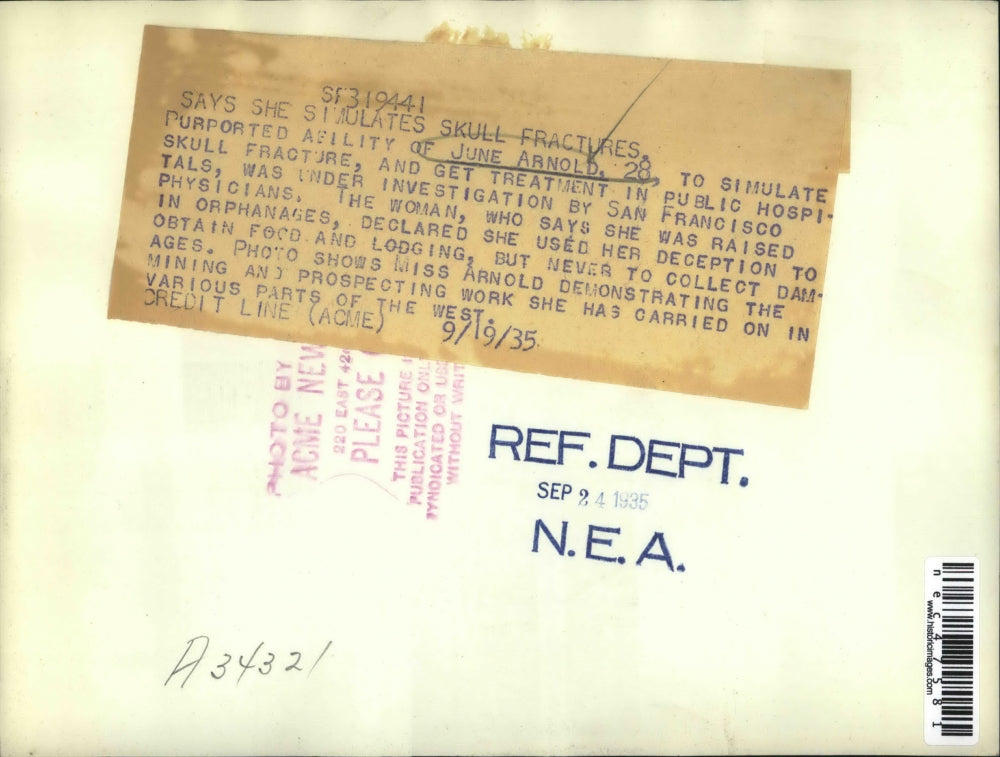 SF319441
SAYS SHE SIMULATES SKULL FRACTURES.
PURPORTED ABILITY OF JUNE ARNOLD, 28, TO SIMULATE
SKULL FRACTURE, AND GET TREATMENT IN PUBLIC HOSPI-
TALS, WAS UNDER INVESTIGATION BY SAN FRANCISCO
PHYSICIANS. THE WOMAN, WHO SAYS SHE WAS RAISED
IN ORPHANAGES, DECLARED SHE USED HER DECEPTION TO
OBTAIN FOOD AND LODGING, BUT NEVER TO COLLECT DAM-
AGES. PHOTO SHOWS MISS ARNOLD DEMONSTRATING THE
MINING AND PROSPECTING WORK SHE HAS CARRIED ON IN
VARIOUS PARTS OF THE WEST.
CREDIT LINE (ACME) 9/19/35
PHOTO BY
ACME NEW
220 EAST 42
PLEASE
THIS PICTURE
PUBLICATION ONL
SYNDICATED OR US
WITHOUT WRIT
REF. DEPT.
SEP 24 1935
N.E.A.
A34321
nec47581
www.historicimages.com